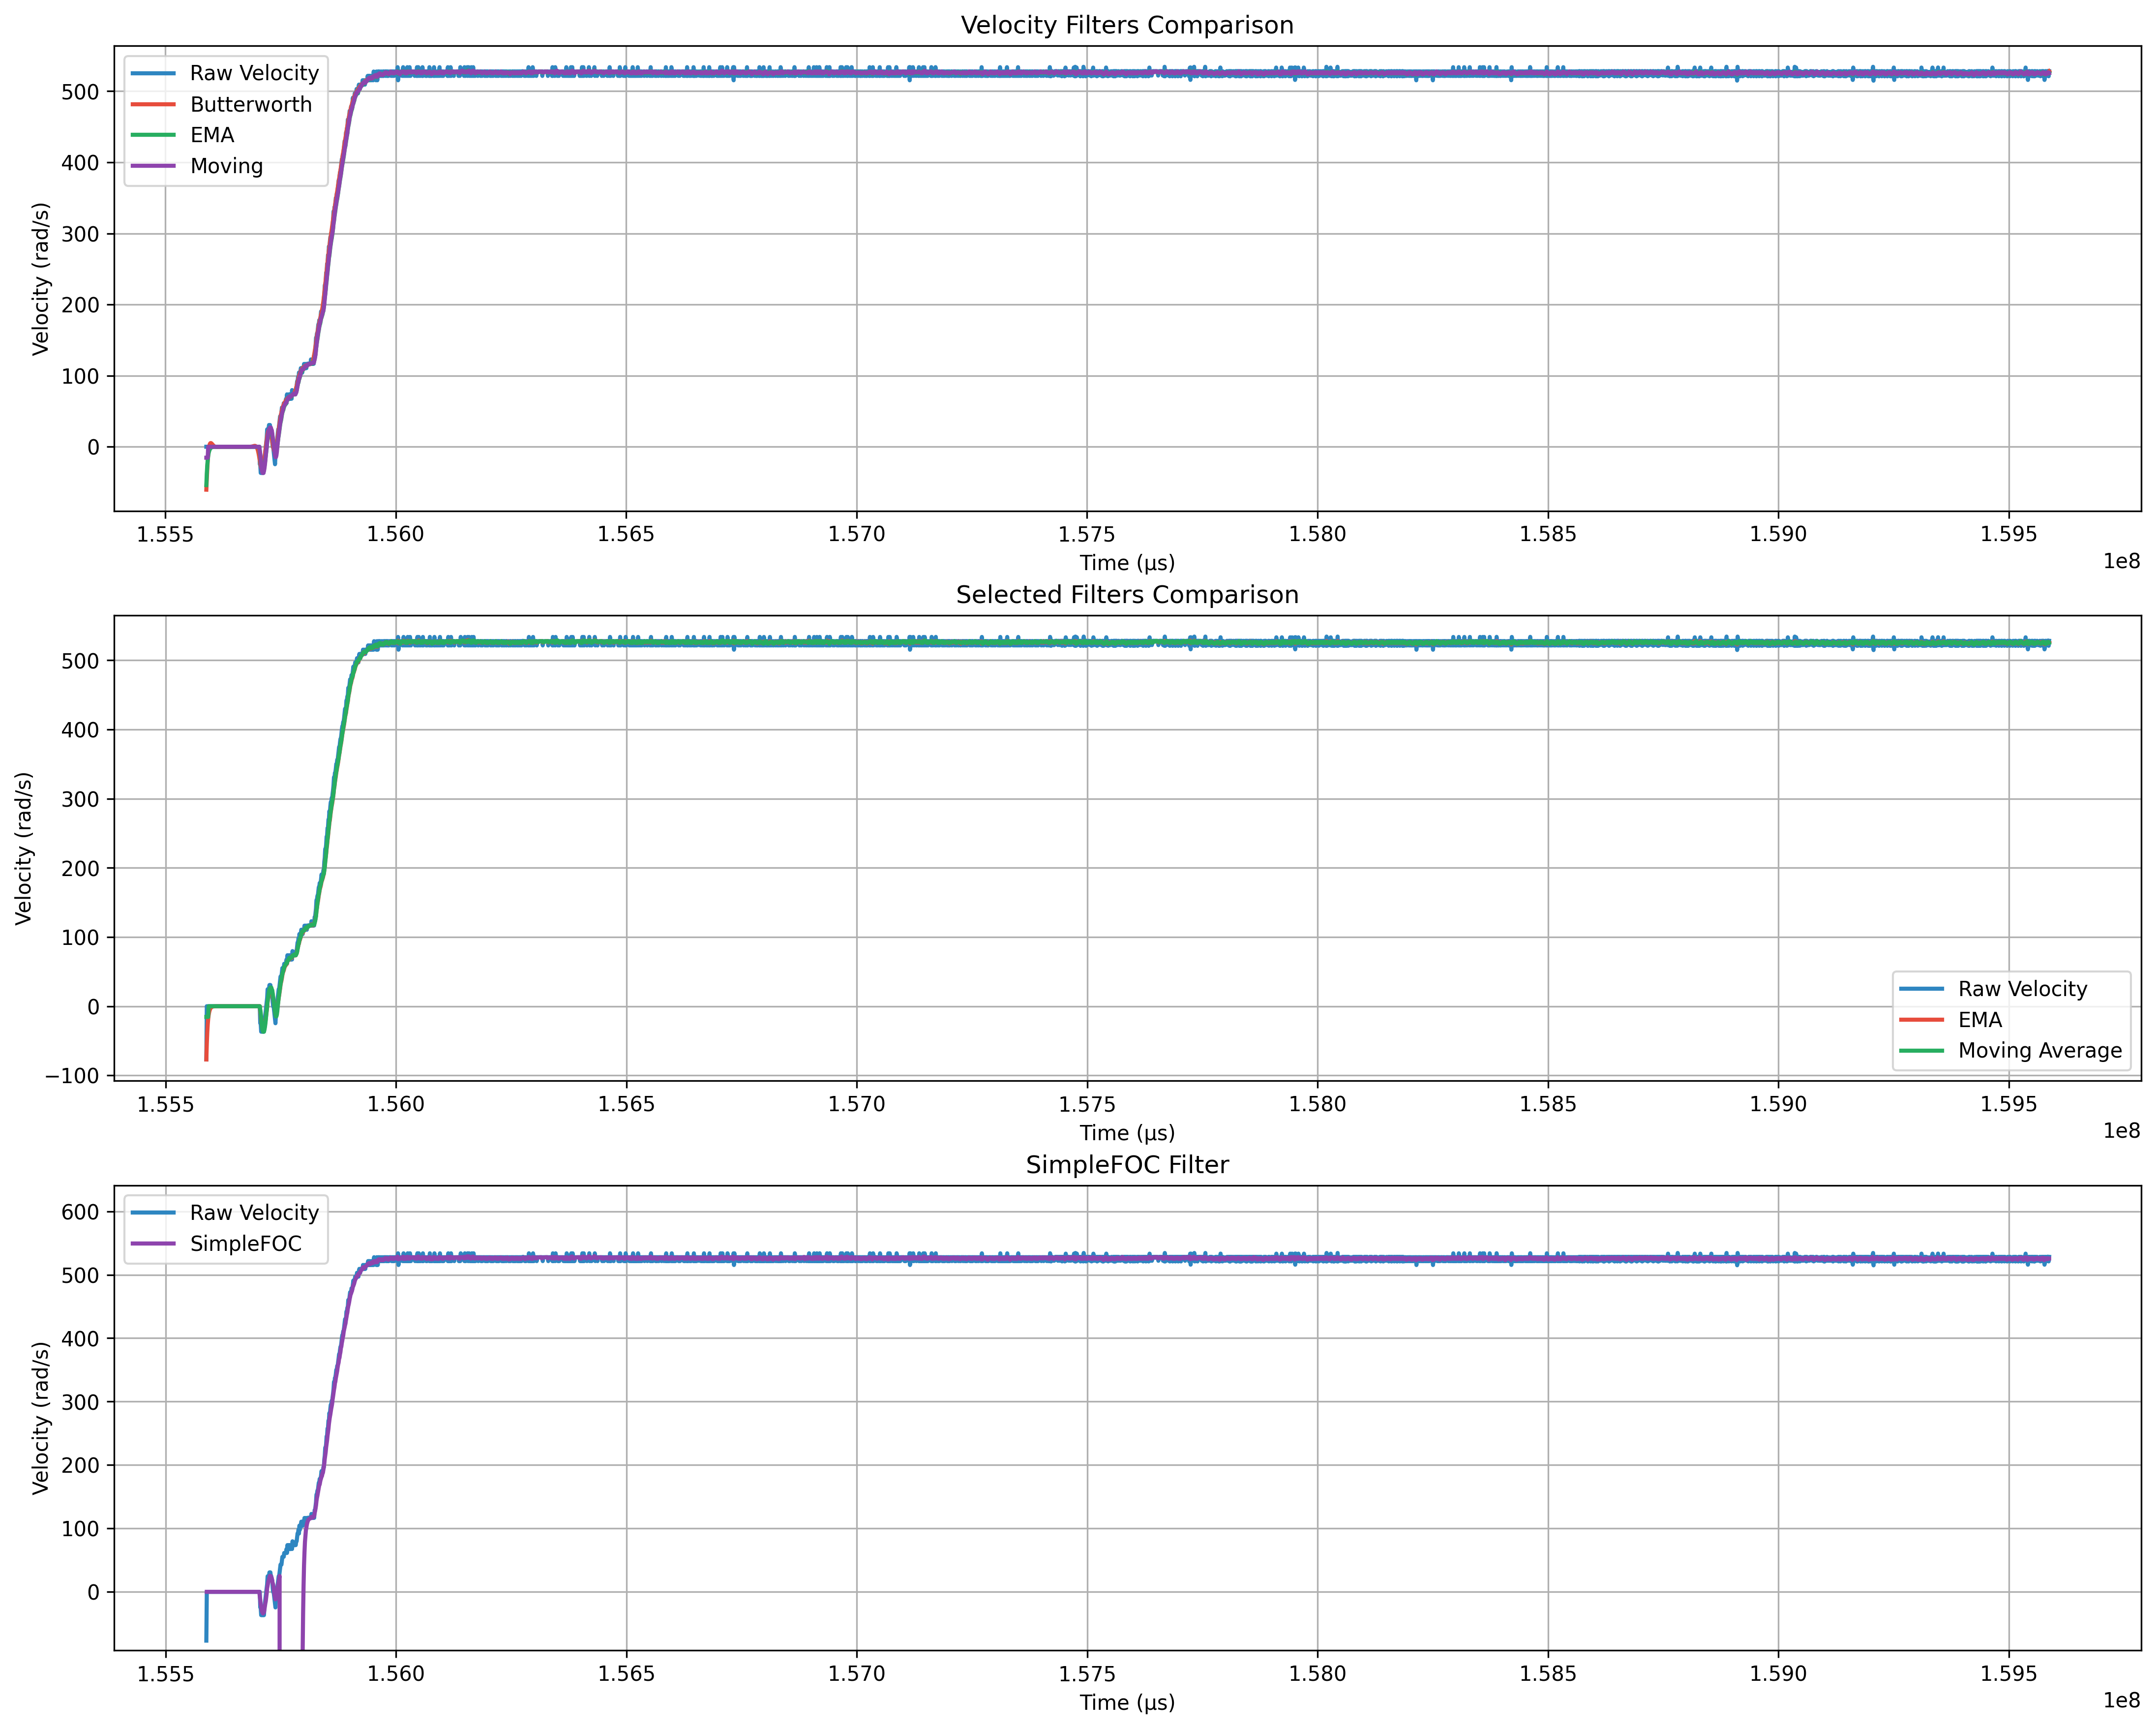 Velocity Filters Comparison
Raw Velocity
Butterworth
EMA
Moving
Velocity (rad/s)
500
400
300
200
100
0
1.555 1.560 1.565 1.570 1.575 1.580 1.585 1.590 1.595
Time (µs)
1e8
Selected Filters Comparison
Velocity (rad/s)
500
400
300
200
100
0
−100
Raw Velocity
EMA
Moving Average
1.555 1.560 1.565 1.570 1.575 1.580 1.585 1.590 1.595
Time (µs)
1e8
SimpleFOC Filter
Raw Velocity
SimpleFOC
Velocity (rad/s)
600
500
400
300
200
100
0
1.555 1.560 1.565 1.570 1.575 1.580 1.585 1.590 1.595
Time (µs)
1e8